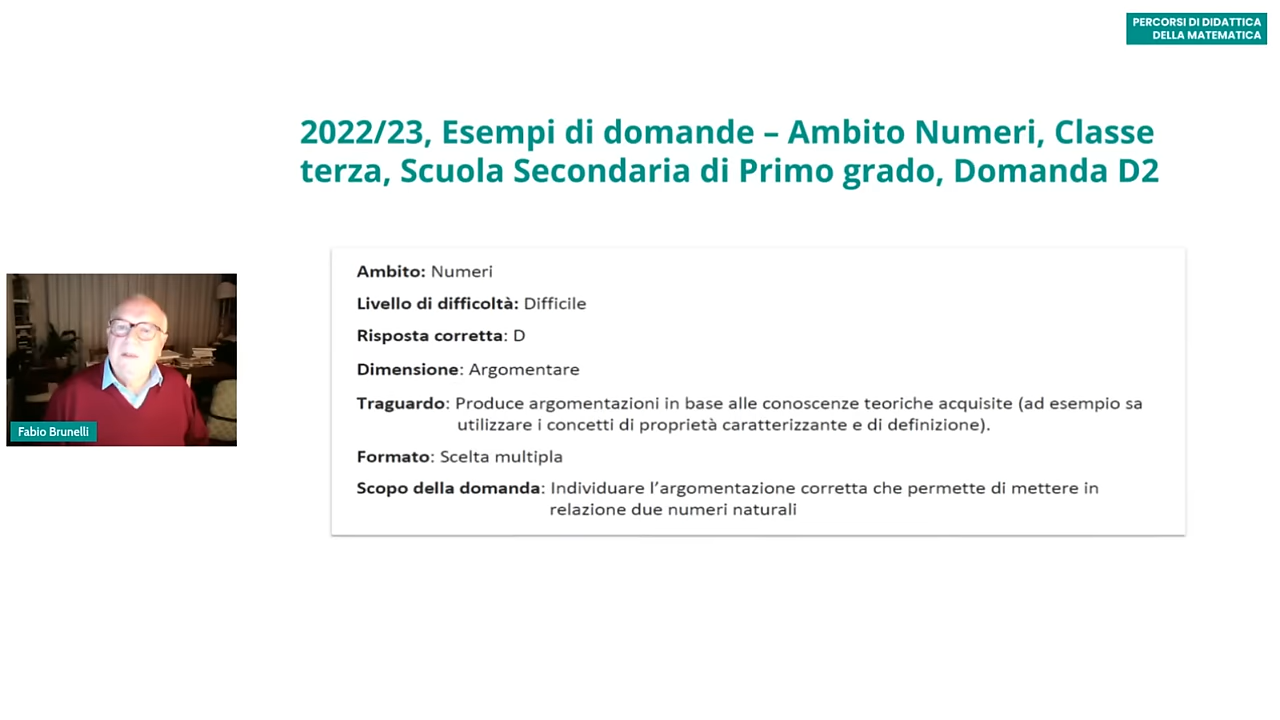 PERCORSI DI DIDATTICA
DELLA MATEMATICA
2022/23, Esempi di domande – Ambito Numeri, Classe
terza, Scuola Secondaria di Primo grado, Domanda D2
Ambito: Numeri
Livello di difficoltà: Difficile
Risposta corretta: D
Dimensione: Argomentare
Traguardo: Produce argomentazioni in base alle conoscenze teoriche acquisite (ad esempio sa
utilizzare i concetti di proprietà caratterizzante e di definizione).
Formato: Scelta multipla
Scopo della domanda: Individuare l’argomentazione corretta che permette di mettere in
relazione due numeri naturali
Fabio Brunelli